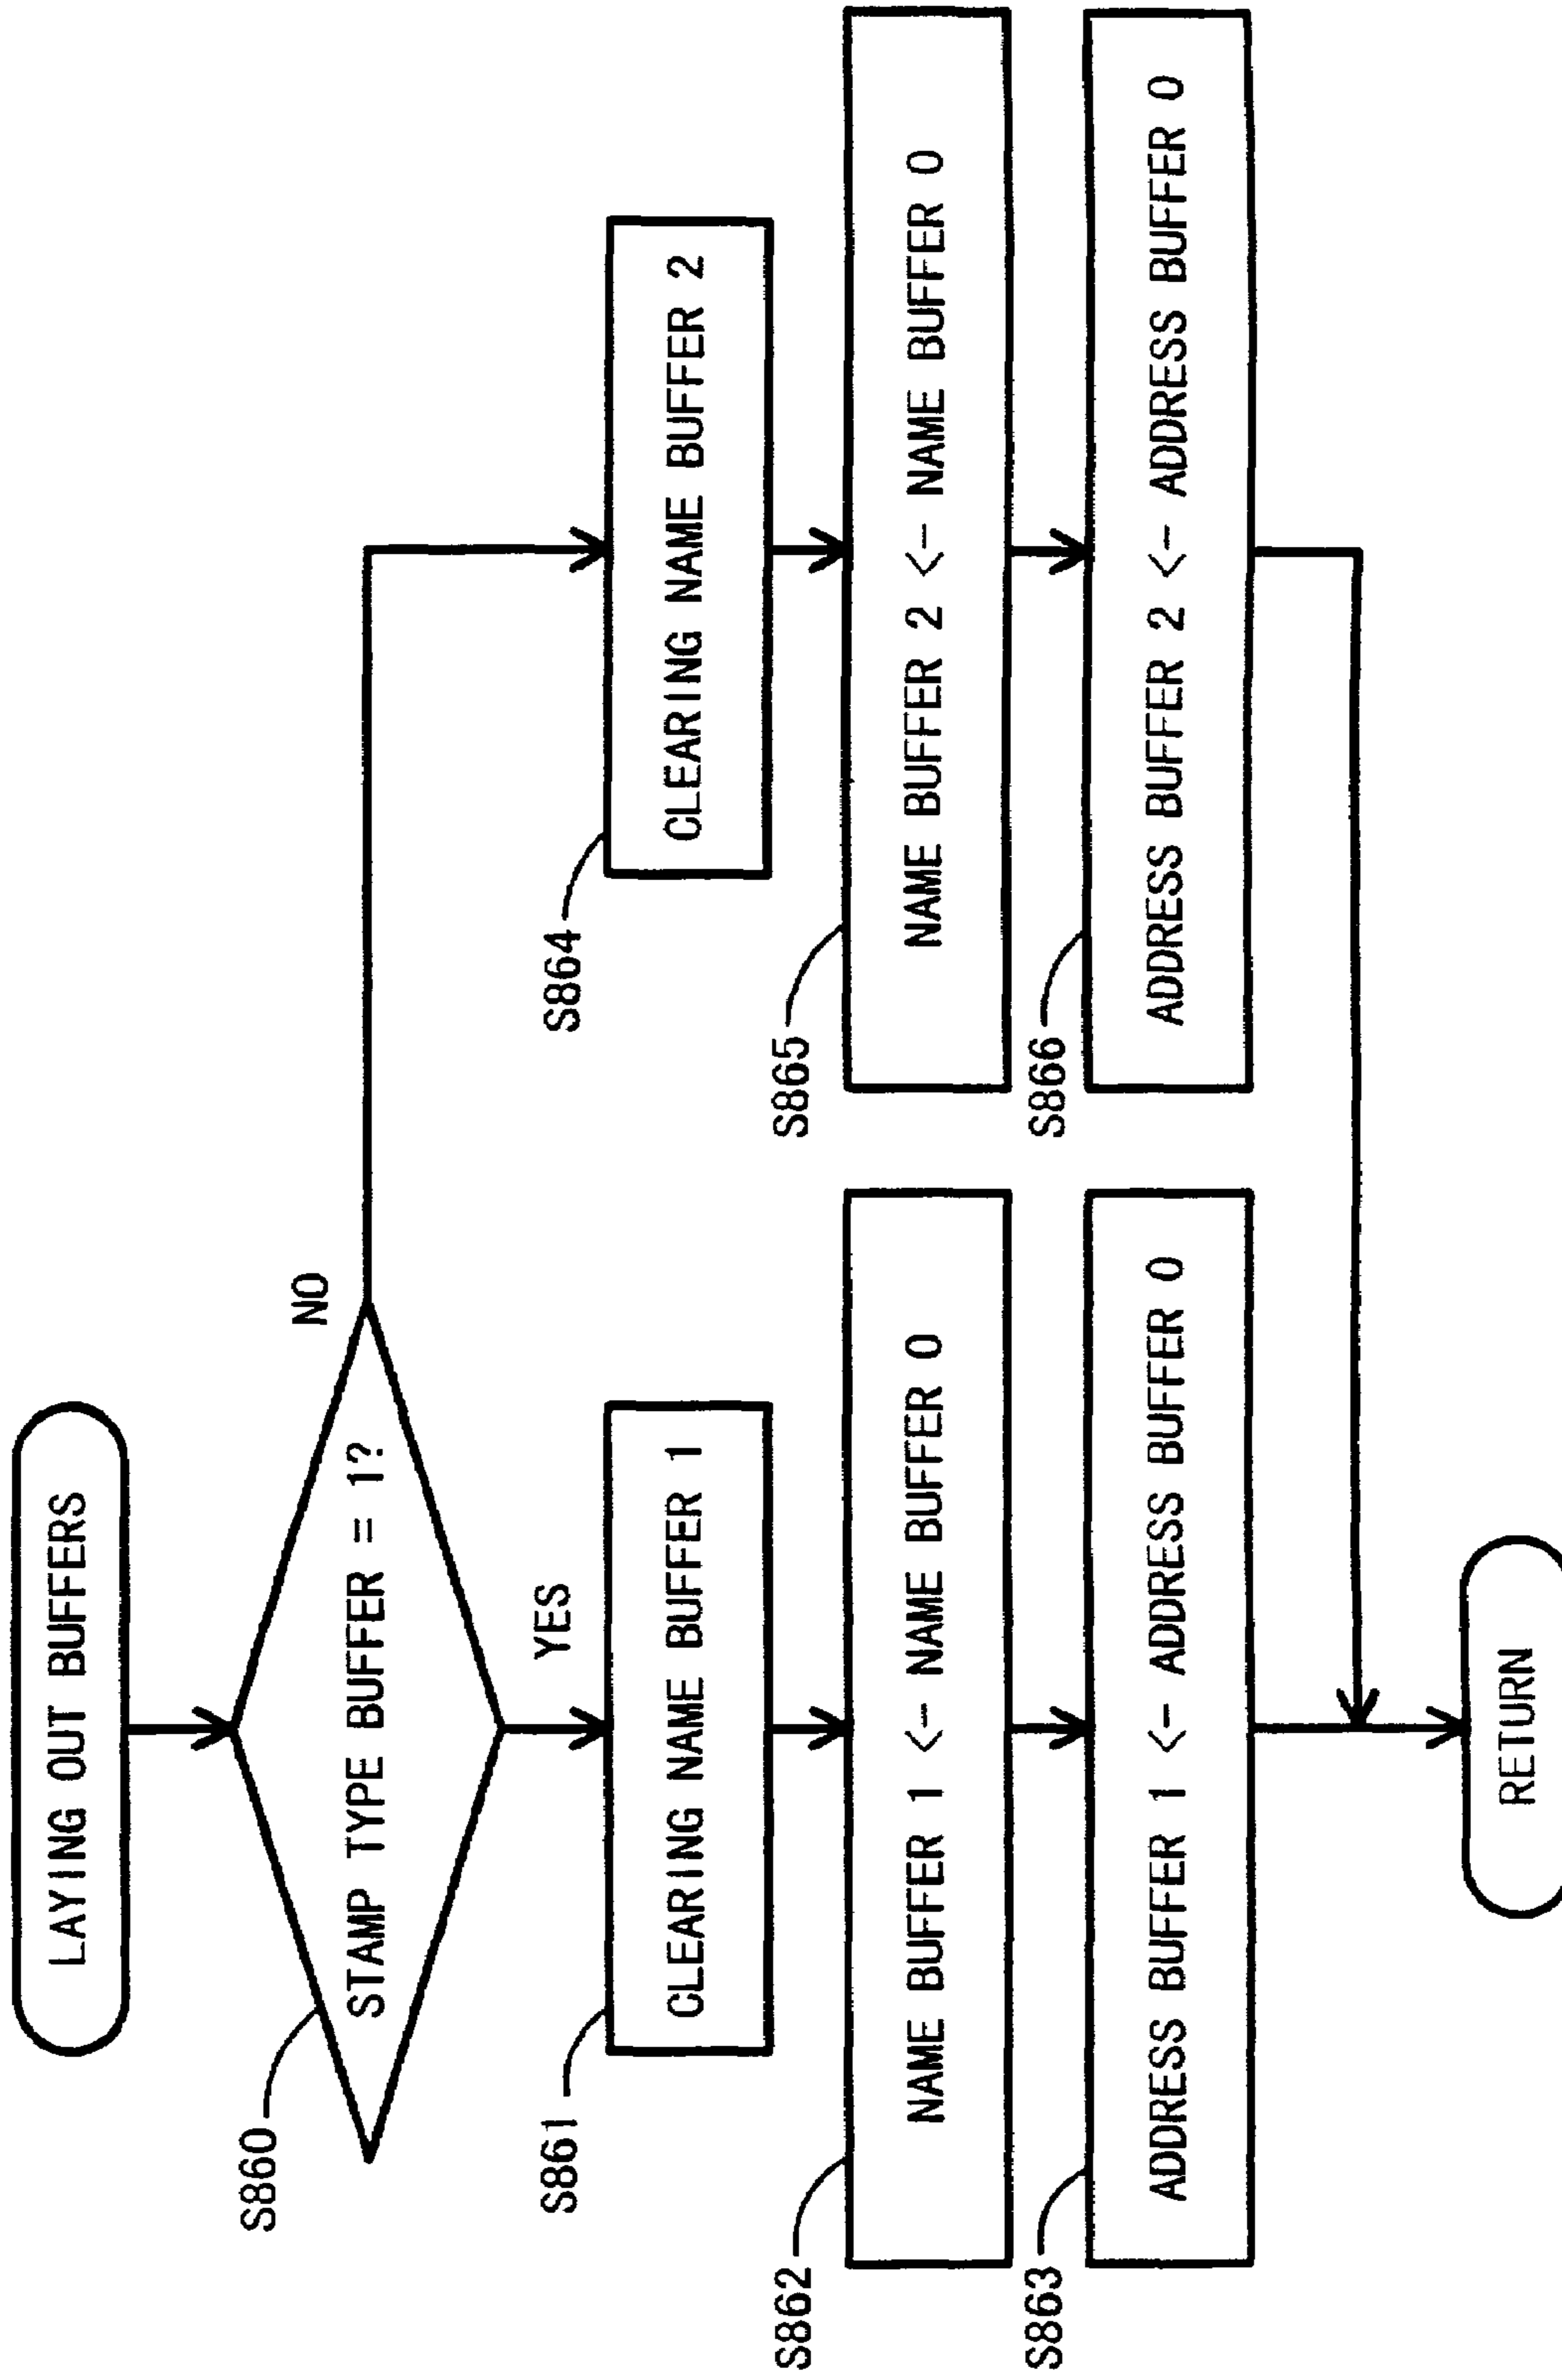 LAYING OUT BUFFERS
S860
STAMP TYPE BUFFER = 1?
NO
YES
S861
CLEARING NAME BUFFER 1
S862
NAME BUFFER 1 <- NAME BUFFER 0
S863
ADDRESS BUFFER 1 <- ADDRESS BUFFER 0
S864
CLEARING NAME BUFFER 2
S865
NAME BUFFER 2 <- NAME BUFFER 0
S866
ADDRESS BUFFER 2 <- ADDRESS BUFFER 0
RETURN